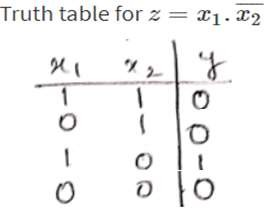 Truth table for z = x₁ . x̅₂̅
x₁ x₂ y
1 1 0
0 1 0
1 0 1
0 0 0